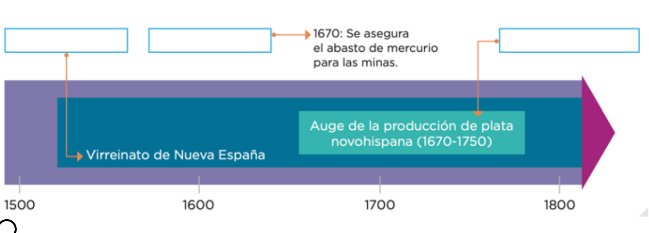 1670: Se asegura
el abasto de mercurio
para las minas.
Auge de la producción de plata
novohispana (1670-1750)
Virreinato de Nueva España
1500
1600
1700
1800